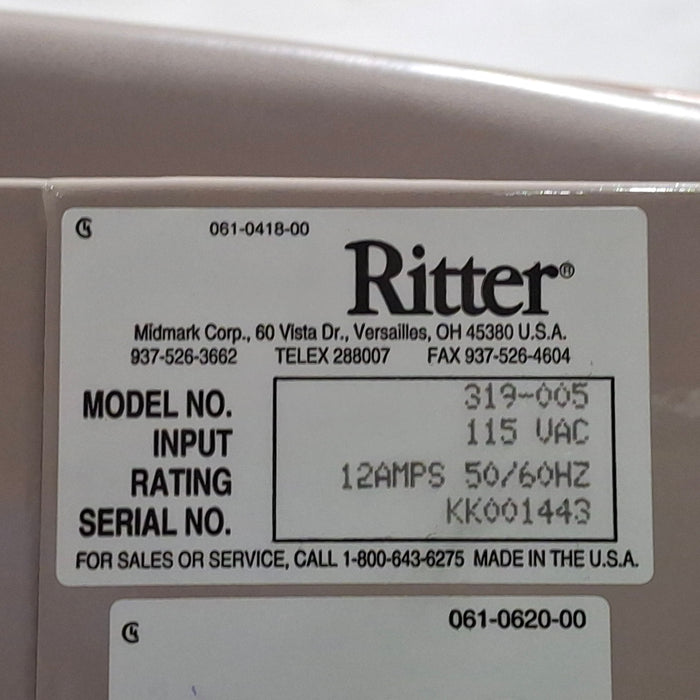 061-0418-00
Ritter®
Midmark Corp., 60 Vista Dr., Versailles, OH 45380 U.S.A.
937-526-3662 TELEX 288007 FAX 937-526-4604
MODEL NO. 319-005
INPUT 115 VAC
RATING 12AMPS 50/60HZ
SERIAL NO. KK001443
FOR SALES OR SERVICE, CALL 1-800-643-6275 MADE IN THE U.S.A.
061-0620-00